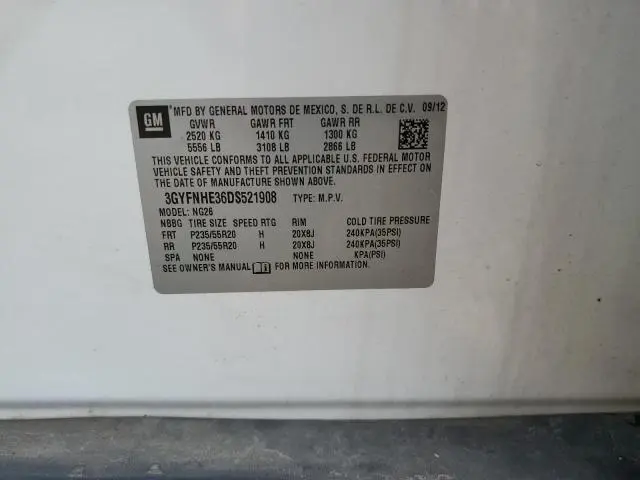 GM
MFD BY GENERAL MOTORS DE MEXICO, S. DE R.L. DE C.V. 09/12
GVWR GAWR FRT GAWR RR
2520 KG 1410 KG 1300 KG
5556 LB 3108 LB 2866 LB
THIS VEHICLE CONFORMS TO ALL APPLICABLE U.S. FEDERAL MOTOR
VEHICLE SAFETY AND THEFT PREVENTION STANDARDS IN EFFECT ON
THE DATE OF MANUFACTURE SHOWN ABOVE.
3GYFNHE36DS521908 TYPE: M.P.V.
MODEL: NG26
NBBG TIRE SIZE SPEED RTG RIM COLD TIRE PRESSURE
FRT P235/55R20 H 20X8J 240KPA(35PSI)
RR P235/55R20 H 20X8J 240KPA(35PSI)
SPA NONE NONE KPA(PSI)
SEE OWNER'S MANUAL FOR MORE INFORMATION.